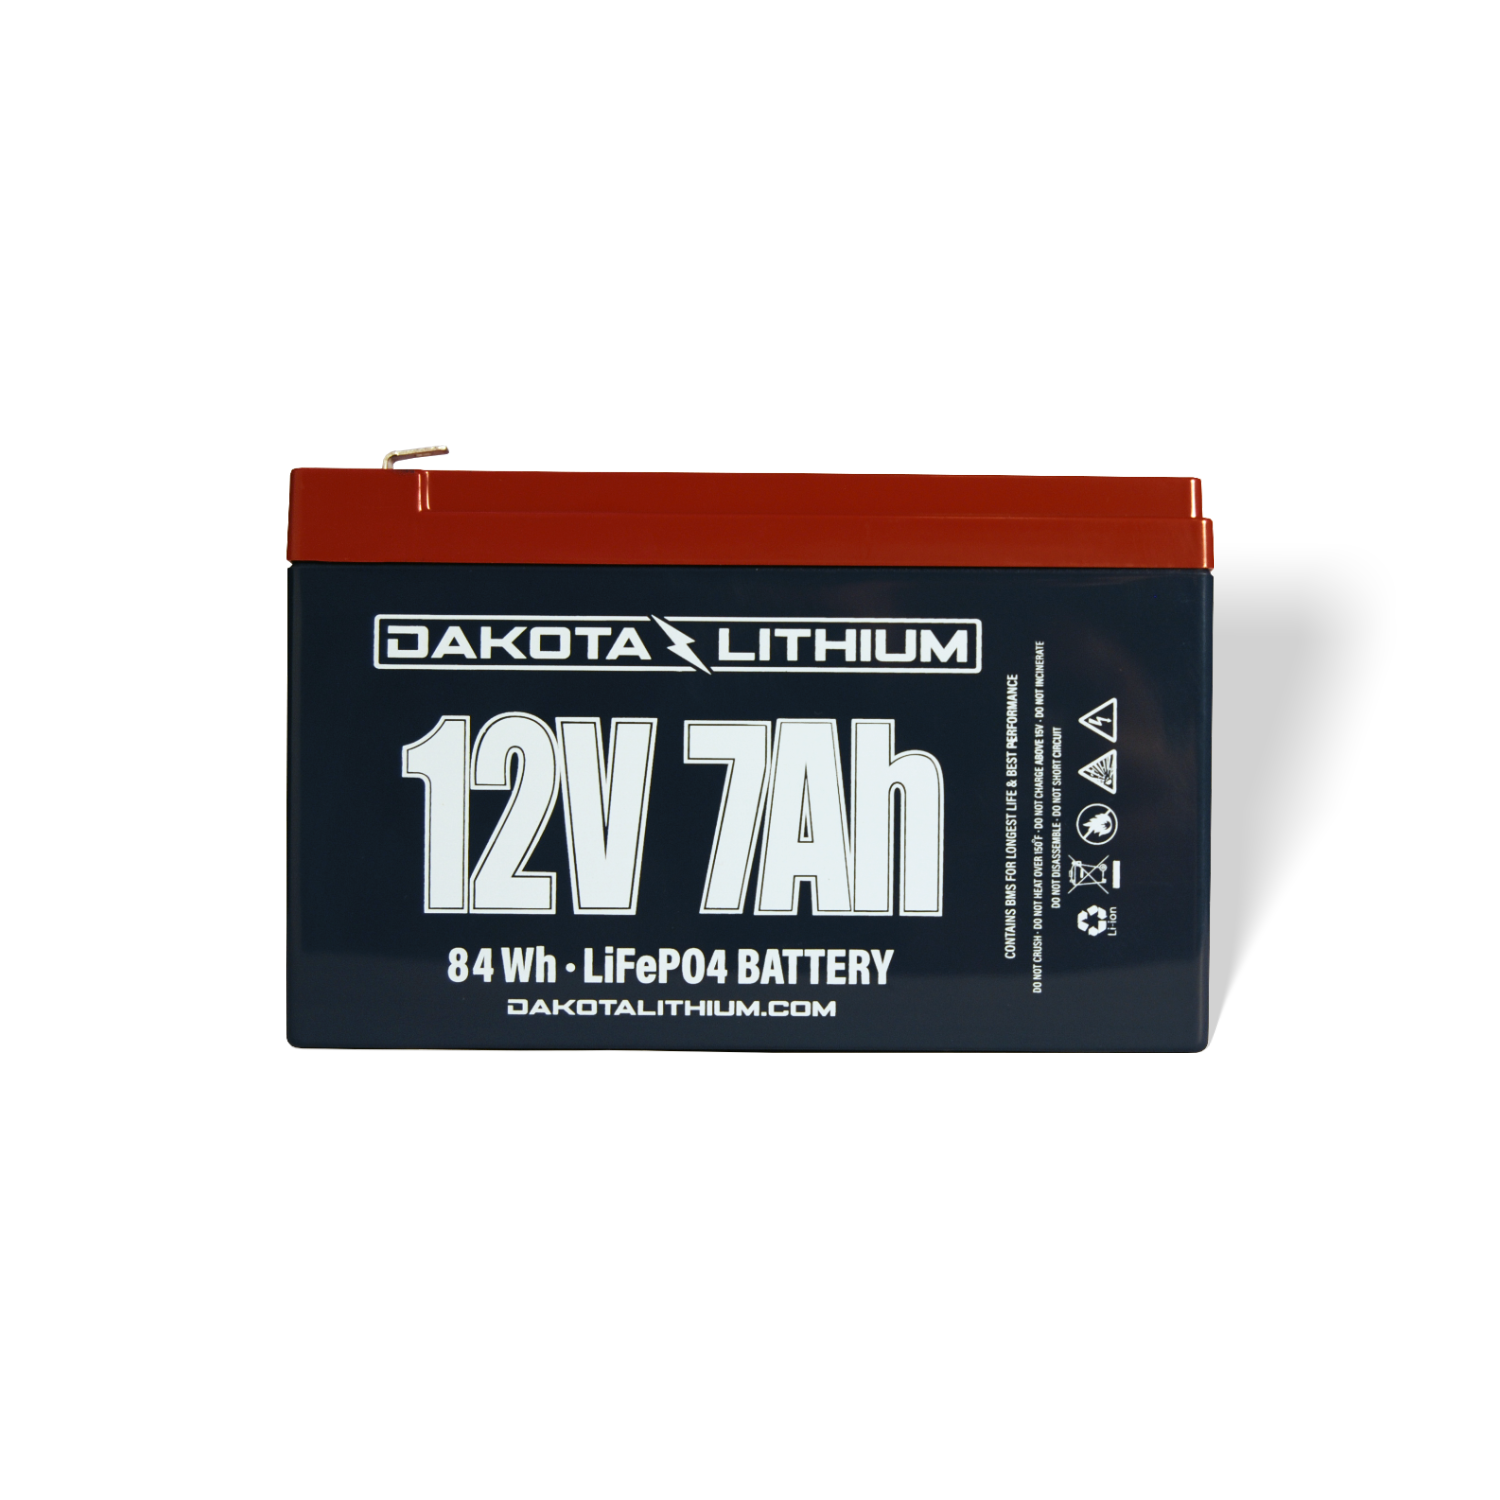 DAKOTA LITHIUM
12V 7Ah
84 Wh · LiFePO4 BATTERY
DAKOTALITHIUM.COM
CONTAINS BMS FOR LONGEST LIFE & BEST PERFORMANCE
DO NOT CRUSH · DO NOT HEAT OVER 150°F · DO NOT CHARGE ABOVE 15V · DO NOT INCINERATE
DO NOT DISASSEMBLE · DO NOT SHORT CIRCUIT
Li-ion